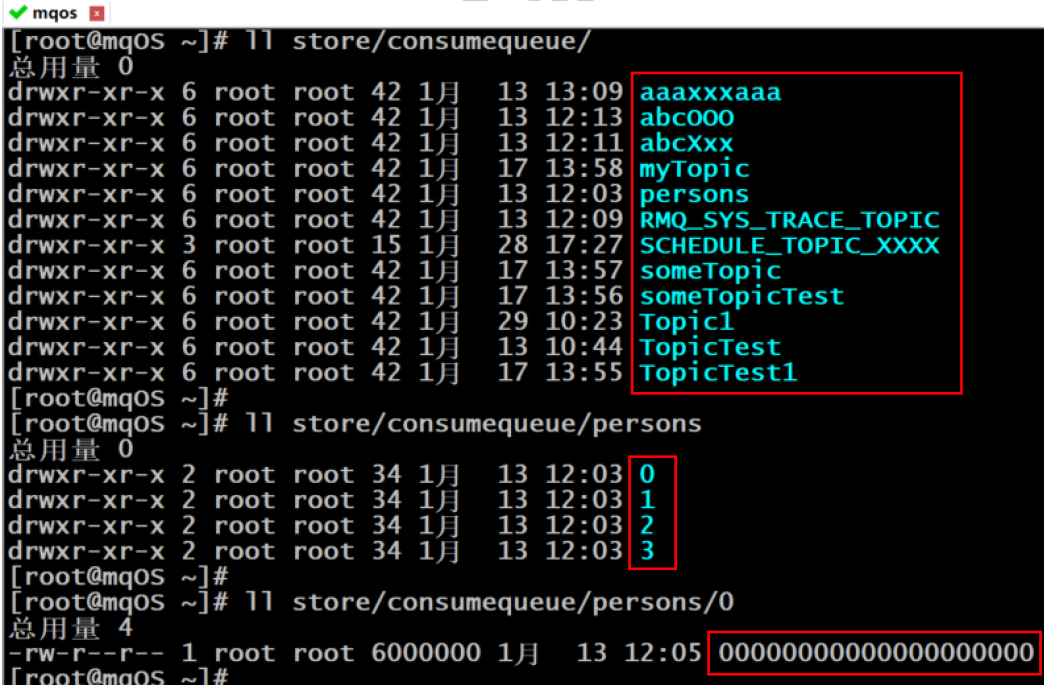 mqos
[root@mqOS ~]# ll store/consumequeue/
总用量 0
drwxr-xr-x 6 root root 42 1月 13 13:09 aaaxxxaaa
drwxr-xr-x 6 root root 42 1月 13 12:13 abcOOO
drwxr-xr-x 6 root root 42 1月 13 12:11 abcXxx
drwxr-xr-x 6 root root 42 1月 17 13:58 myTopic
drwxr-xr-x 6 root root 42 1月 13 12:03 persons
drwxr-xr-x 6 root root 42 1月 13 12:09 RMQ_SYS_TRACE_TOPIC
drwxr-xr-x 3 root root 15 1月 28 17:27 SCHEDULE_TOPIC_XXXX
drwxr-xr-x 6 root root 42 1月 17 13:57 someTopic
drwxr-xr-x 6 root root 42 1月 17 13:56 someTopicTest
drwxr-xr-x 6 root root 42 1月 29 10:23 Topic1
drwxr-xr-x 6 root root 42 1月 13 10:44 TopicTest
drwxr-xr-x 6 root root 42 1月 17 13:55 TopicTest1
[root@mqOS ~]#
[root@mqOS ~]# ll store/consumequeue/persons
总用量 0
drwxr-xr-x 2 root root 34 1月 13 12:03 0
drwxr-xr-x 2 root root 34 1月 13 12:03 1
drwxr-xr-x 2 root root 34 1月 13 12:03 2
drwxr-xr-x 2 root root 34 1月 13 12:03 3
[root@mqOS ~]#
[root@mqOS ~]# ll store/consumequeue/persons/0
总用量 4
-rw-r--r-- 1 root root 6000000 1月 13 12:05 00000000000000000000
[root@mqOS ~]#